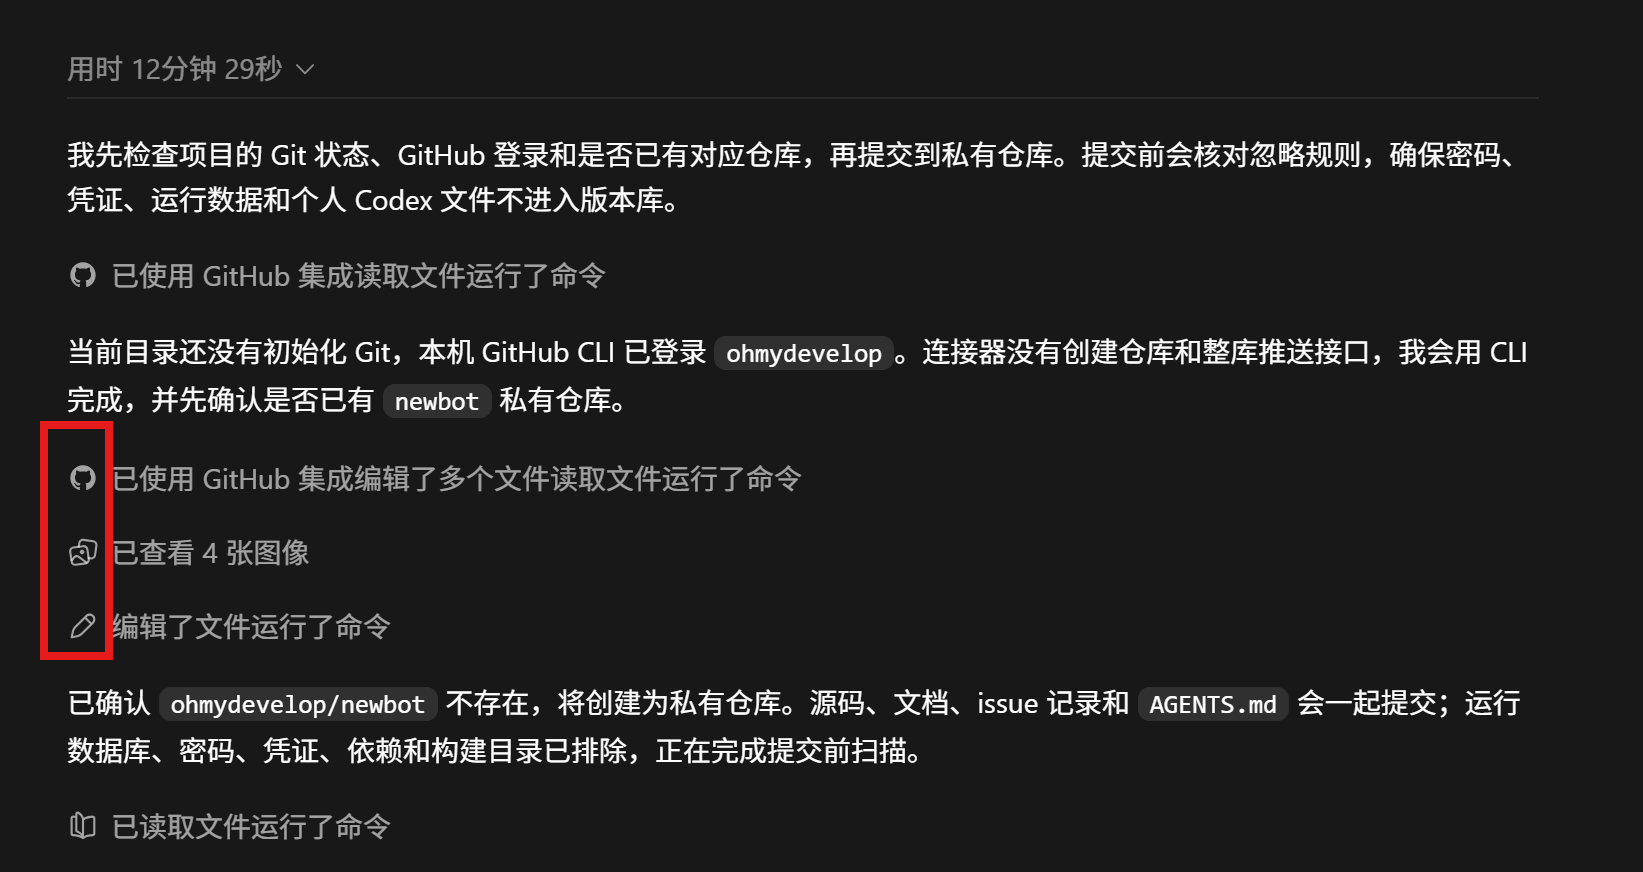 用时 12分钟 29秒
我先检查项目的 Git 状态、GitHub 登录和是否已有对应仓库，再提交到私有仓库。提交前会核对忽略规则，确保密码、
凭证、运行数据和个人 Codex 文件不进入版本库。
已使用 GitHub 集成读取文件运行了命令
当前目录还没有初始化 Git，本机 GitHub CLI 已登录 ohmydevelop 。连接器没有创建仓库和整库推送接口，我会用 CLI
完成，并先确认是否已有 newbot 私有仓库。
已使用 GitHub 集成编辑了多个文件读取文件运行了命令
已查看 4 张图像
编辑了文件运行了命令
已确认 ohmydevelop/newbot 不存在，将创建为私有仓库。源码、文档、issue 记录和 AGENTS.md 会一起提交；运行
数据库、密码、凭证、依赖和构建目录已排除，正在完成提交前扫描。
已读取文件运行了命令